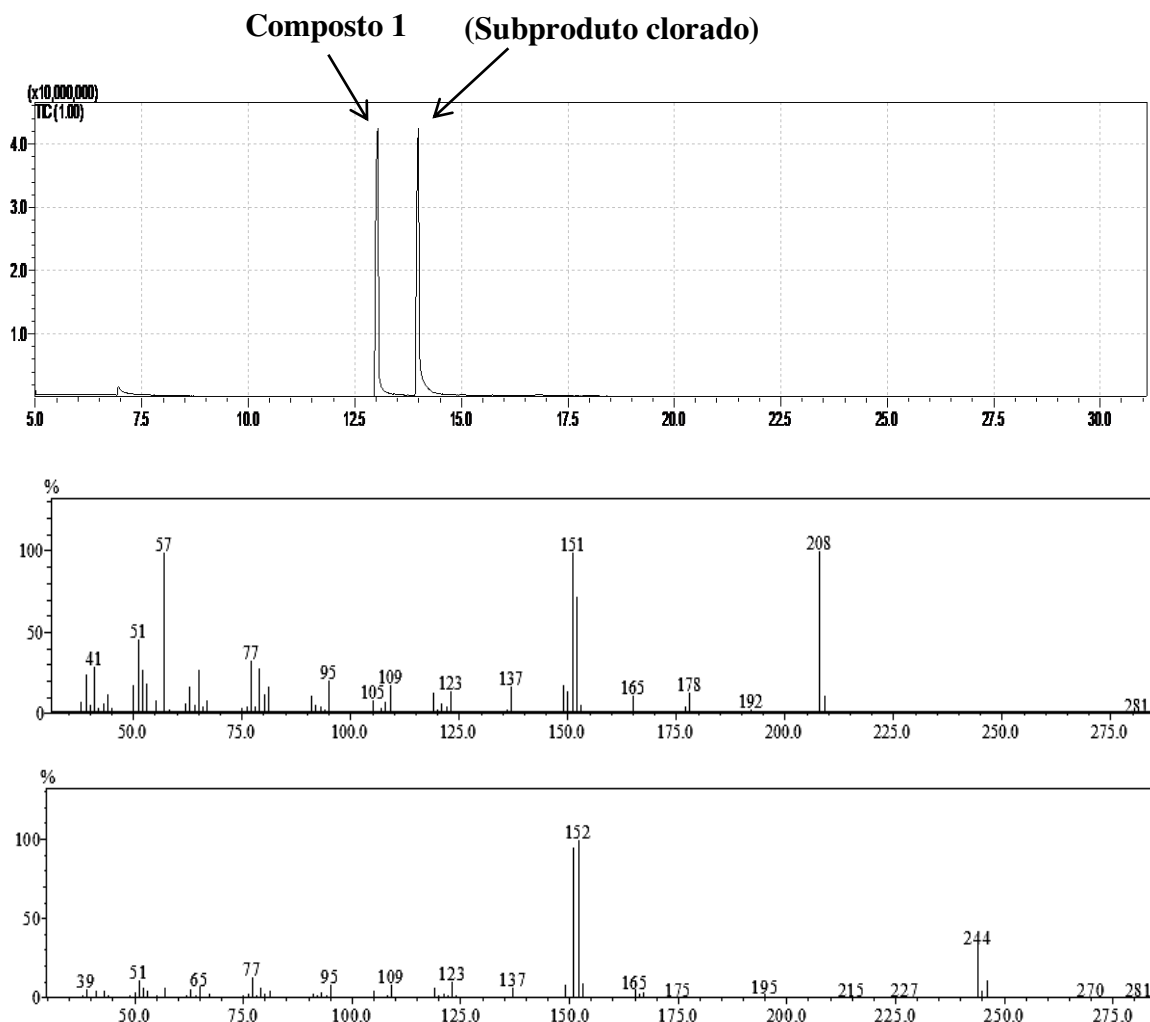 Composto 1 (Subproduto clorado)
(x10,000,000)
TIC (1.00)
4.0
3.0
2.0
1.0
5.0 7.5 10.0 12.5 15.0 17.5 20.0 22.5 25.0 27.5 30.0
%
100
50
0
57 151 208
41 51 77 95 105 109 123 137 165 178 192 281
50.0 75.0 100.0 125.0 150.0 175.0 200.0 225.0 250.0 275.0
%
100
50
0
152
244
39 51 65 77 95 109 123 137 165 175 195 215 227 270 281
50.0 75.0 100.0 125.0 150.0 175.0 200.0 225.0 250.0 275.0